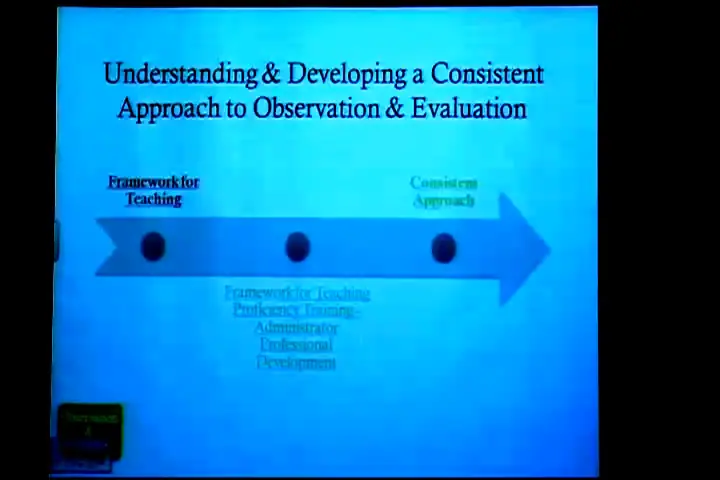 Understanding & Developing a Consistent
Approach to Observation & Evaluation
Framework for
Teaching
Consistent
Approach
Framework for Teaching
Proficiency Training-
Administrator
Professional
Development